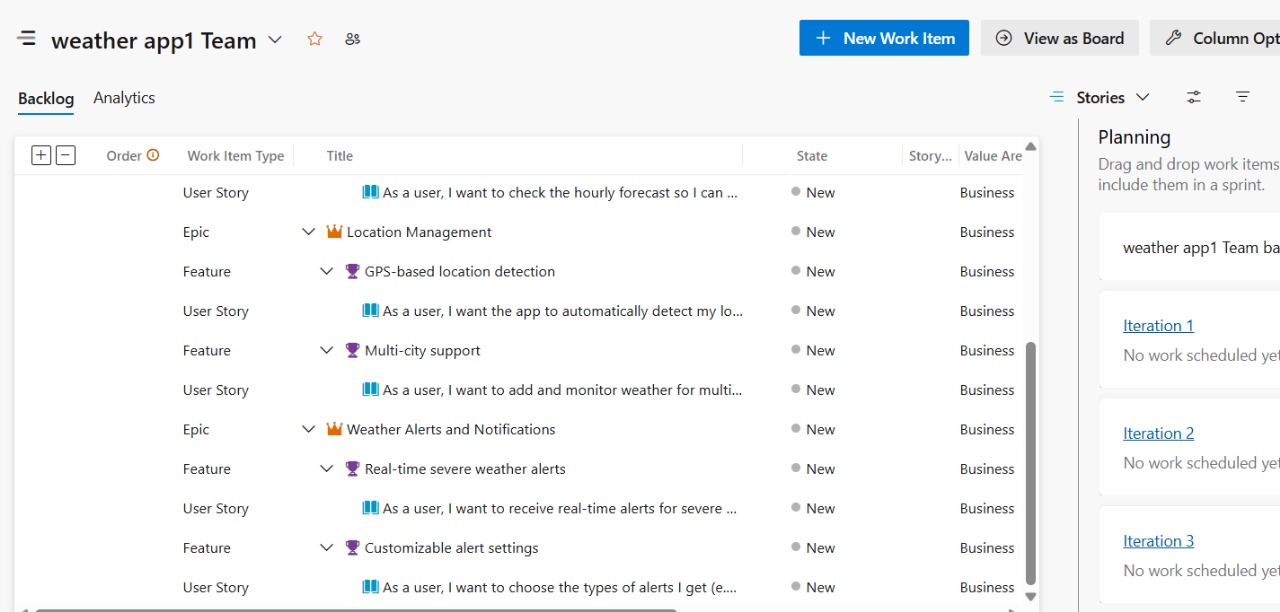 weather app1 Team
New Work Item
View as Board
Column Opt
Backlog Analytics
Stories
Order Work Item Type Title State Story... Value Are
User Story As a user, I want to check the hourly forecast so I can ... New Business
Epic Location Management New Business
Feature GPS-based location detection New Business
User Story As a user, I want the app to automatically detect my lo... New Business
Feature Multi-city support New Business
User Story As a user, I want to add and monitor weather for multi... New Business
Epic Weather Alerts and Notifications New Business
Feature Real-time severe weather alerts New Business
User Story As a user, I want to receive real-time alerts for severe ... New Business
Feature Customizable alert settings New Business
User Story As a user, I want to choose the types of alerts I get (e.... New Business
Planning
Drag and drop work items
include them in a sprint.
weather app1 Team ba
Iteration 1
No work scheduled yet
Iteration 2
No work scheduled yet
Iteration 3
No work scheduled yet